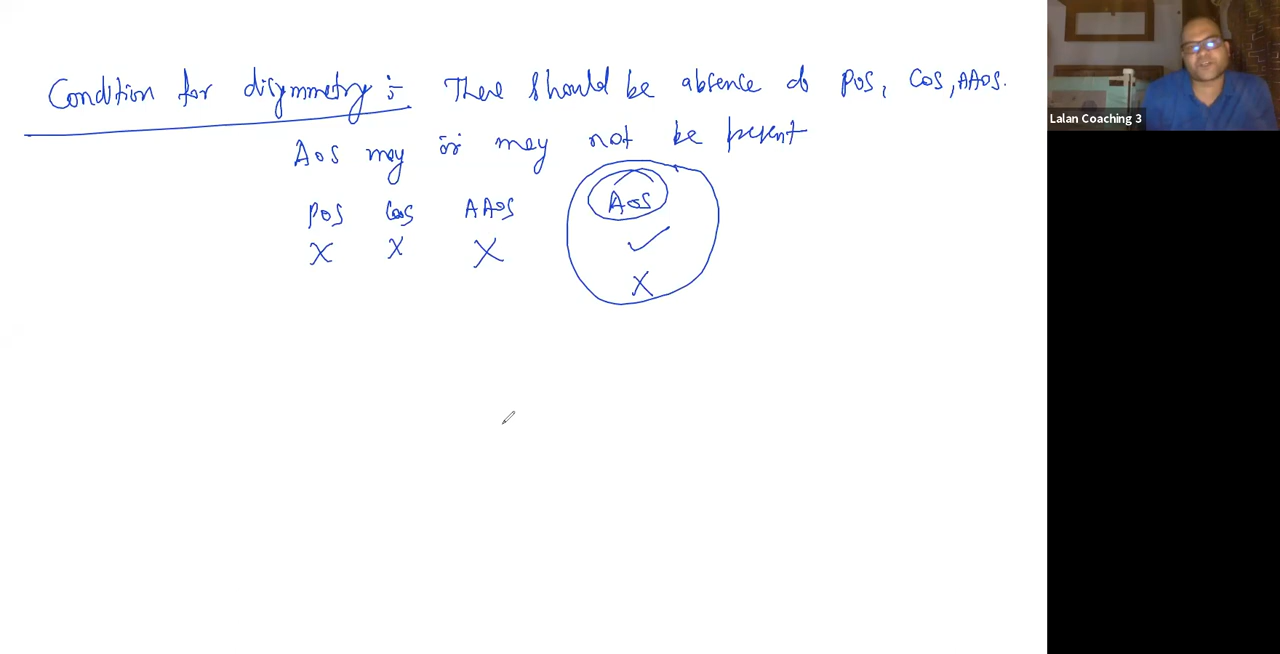 Condition for disymmetry :- There should be absence of POS, COS, AAOS.
AOS may or may not be present
POS COS AAOS AOS
X X X ✓
X
Lalan Coaching 3